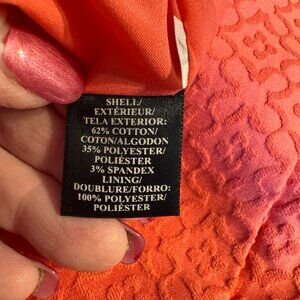 SHELL/
EXTÉRIEUR/
TELA EXTERIOR:
62% COTTON/
COTON/ALGODON
35% POLYESTER/
POLIÉSTER
3% SPANDEX
LINING/
DOUBLURE/FORRO:
100% POLYESTER/
POLIÉSTER